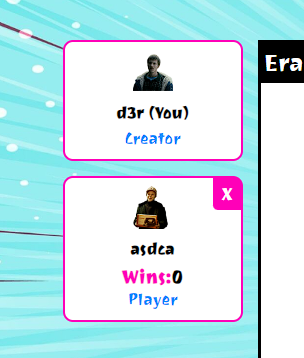 Era
d3r (You)
Creator
X
asdca
Wins:0
Player